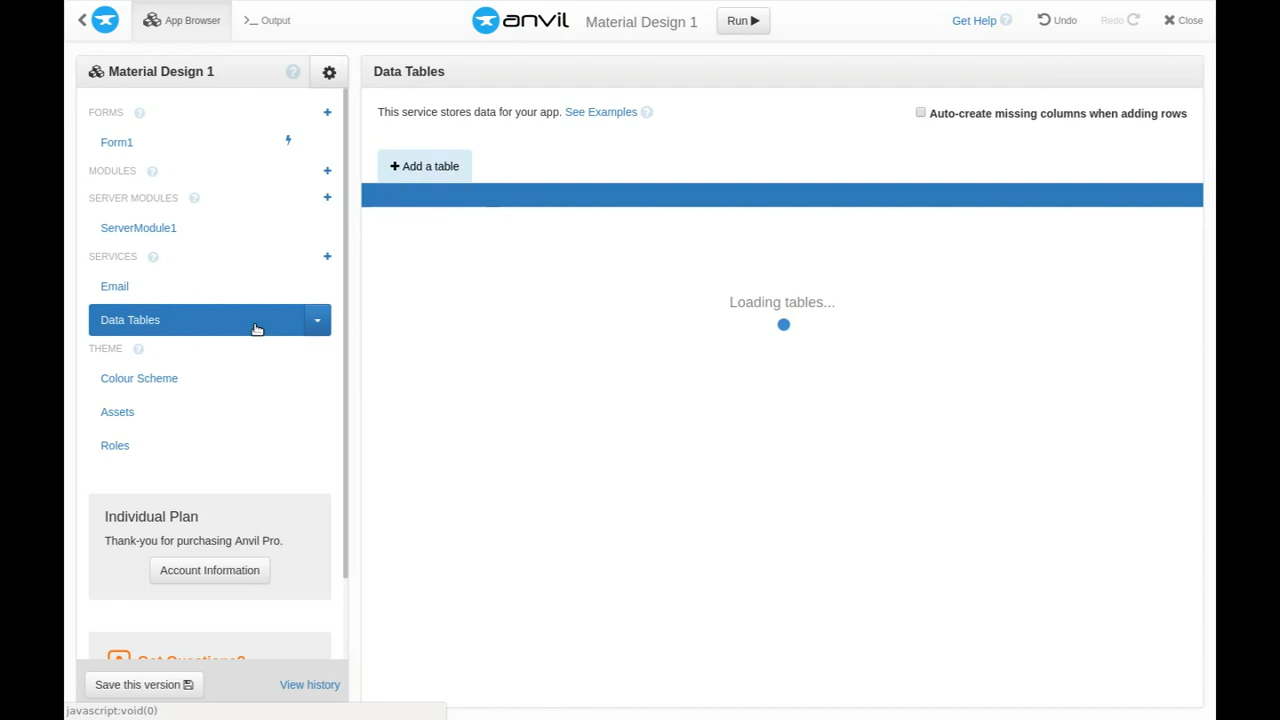 App Browser
Output
anvil
Material Design 1
Run
Get Help ?
Undo
Redo
Close
Material Design 1 ?
FORMS ? +
Form1
MODULES ? +
SERVER MODULES ? +
ServerModule1
SERVICES ? +
Email
Data Tables
THEME ?
Colour Scheme
Assets
Roles
Individual Plan
Thank-you for purchasing Anvil Pro.
Account Information
Got Questions?
Save this version
View history
javascript:void(0)
Data Tables
This service stores data for your app. See Examples ?
Auto-create missing columns when adding rows
+ Add a table
Loading tables...